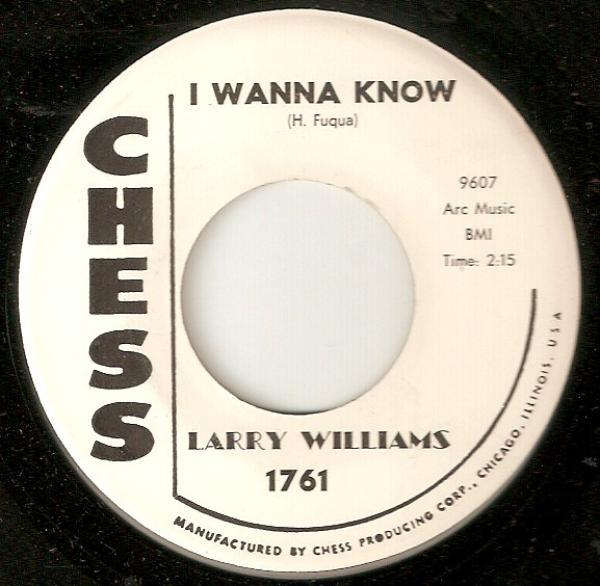 CHESS
I WANNA KNOW
(H. Fuqua)
9607
Arc Music
BMI
Time: 2:15
LARRY WILLIAMS
1761
MANUFACTURED BY CHESS PRODUCING CORP., CHICAGO, ILLINOIS, USA